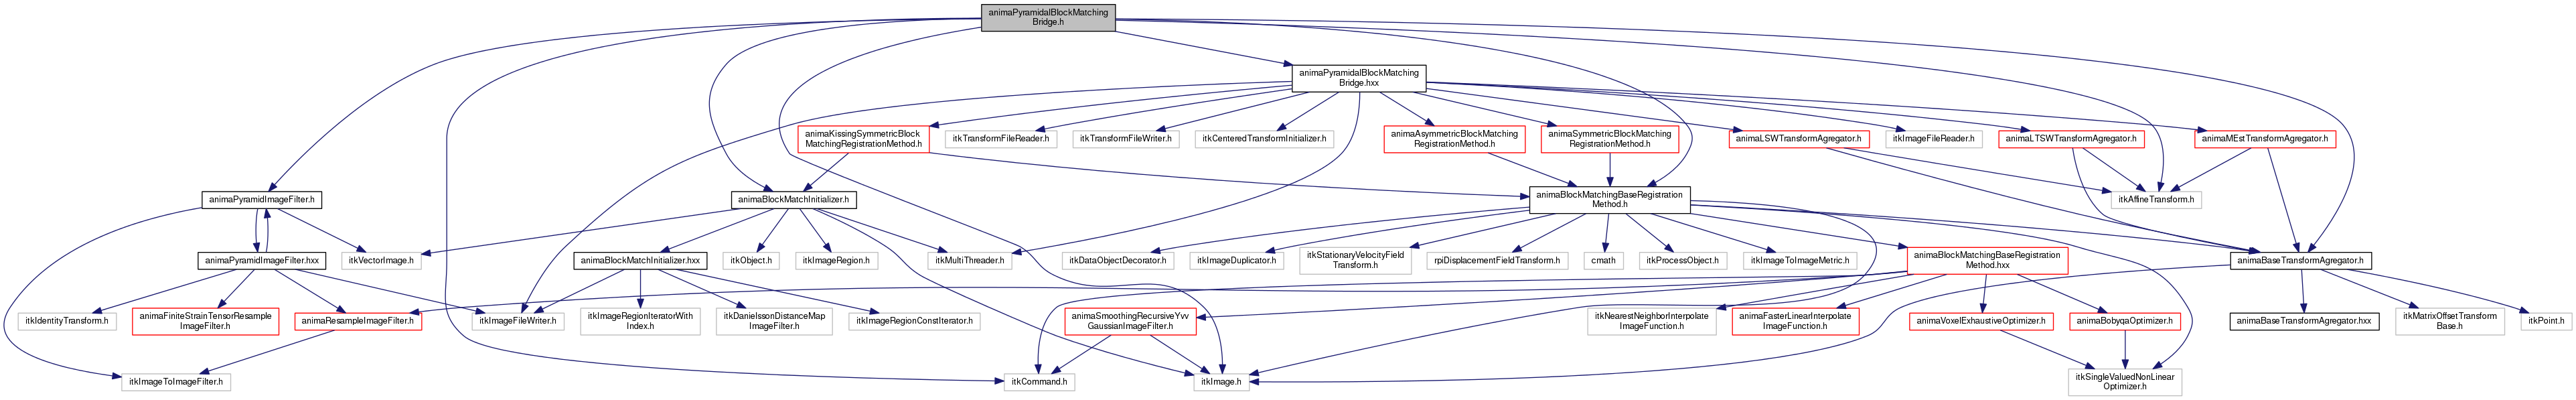 animaPyramidalBlockMatching
Bridge.h
animaPyramidalBlockMatching
Bridge.hxx
animaKissingSymmetricBlock
MatchingRegistrationMethod.h
itkTransformFileReader.h
itkTransformFileWriter.h
itkCenteredTransformInitializer.h
animaAsymmetricBlockMatching
RegistrationMethod.h
animaSymmetricBlockMatching
RegistrationMethod.h
animaLSWTransformAgregator.h
itkImageFileReader.h
animaLTSWTransformAgregator.h
animaMEstTransformAgregator.h
animaPyramidImageFilter.h
animaBlockMatchInitializer.h
animaBlockMatchingBaseRegistration
Method.h
itkAffineTransform.h
animaPyramidImageFilter.hxx
itkVectorImage.h
animaBlockMatchInitializer.hxx
itkObject.h
itkImageRegion.h
itkMultiThreader.h
itkDataObjectDecorator.h
itkImageDuplicator.h
itkStationaryVelocityField
Transform.h
rpiDisplacementFieldTransform.h
cmath
itkProcessObject.h
itkImageToImageMetric.h
animaBlockMatchingBaseRegistration
Method.hxx
animaBaseTransformAgregator.h
itkIdentityTransform.h
animaFiniteStrainTensorResample
ImageFilter.h
animaResampleImageFilter.h
itkImageFileWriter.h
itkImageRegionIteratorWith
Index.h
itkDanielssonDistanceMap
ImageFilter.h
itkImageRegionConstIterator.h
animaSmoothingRecursiveYvv
GaussianImageFilter.h
itkNearestNeighborInterpolate
ImageFunction.h
animaFasterLinearInterpolate
ImageFunction.h
animaVoxelExhaustiveOptimizer.h
animaBobyqaOptimizer.h
animaBaseTransformAgregator.hxx
itkMatrixOffsetTransform
Base.h
itkPoint.h
itkImageToImageFilter.h
itkCommand.h
itkImage.h
itkSingleValuedNonLinear
Optimizer.h